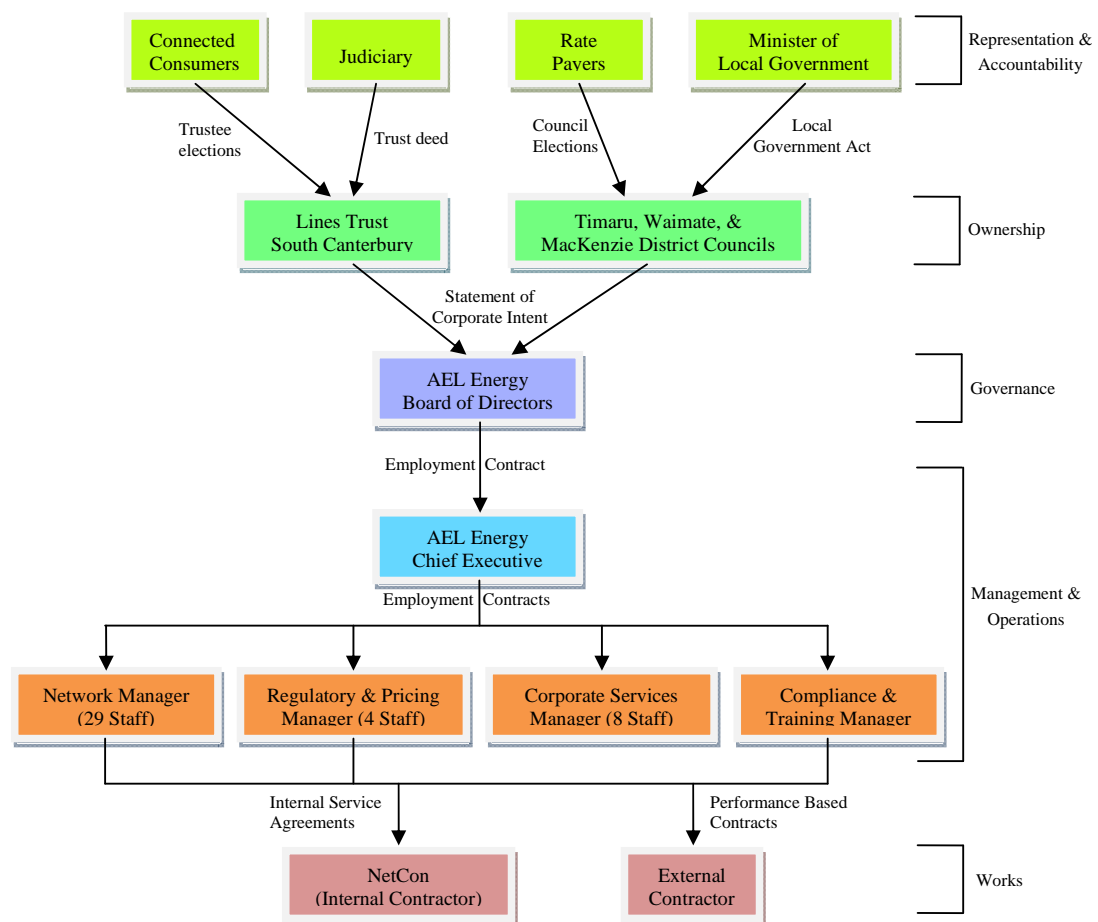 Connected
Consumers
Judiciary
Rate
Payers
Minister of
Local Government
Representation &
Accountability
Trustee
elections
Trust deed
Council
Elections
Local
Government Act
Lines Trust
South Canterbury
Timaru, Waimate, &
MacKenzie District Councils
Ownership
Statement of
Corporate Intent
AEL Energy
Board of Directors
Governance
Employment Contract
AEL Energy
Chief Executive
Employment Contracts
Management &
Operations
Network Manager
(29 Staff)
Regulatory & Pricing
Manager (4 Staff)
Corporate Services
Manager (8 Staff)
Compliance &
Training Manager
Internal Service
Agreements
Performance Based
Contracts
NetCon
(Internal Contractor)
External
Contractor
Works